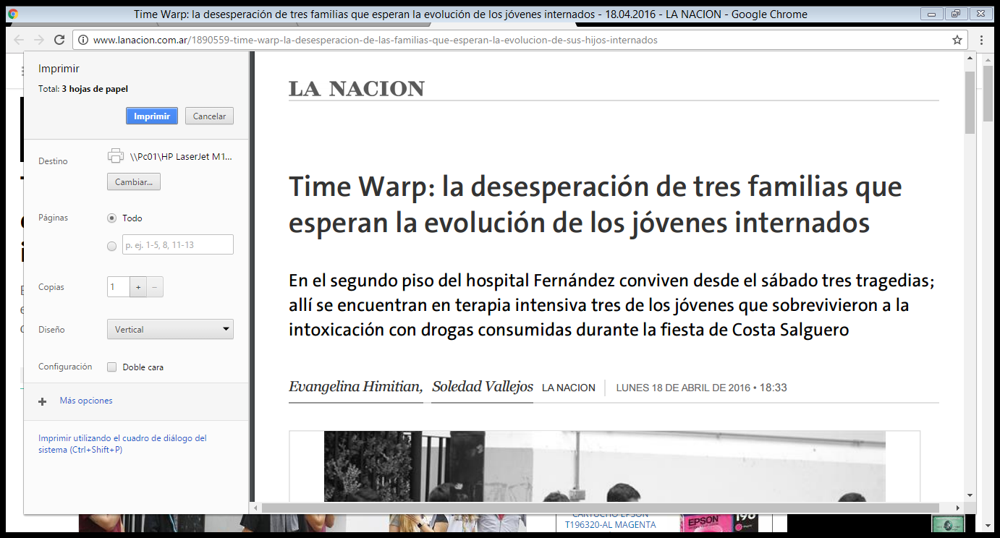 Time Warp: la desesperación de tres familias que esperan la evolución de los jóvenes internados - 18.04.2016 - LA NACION - Google Chrome
www.lanacion.com.ar/1890559-time-warp-la-desesperacion-de-las-familias-que-esperan-la-evolucion-de-sus-hijos-internados
Imprimir
Total: 3 hojas de papel
Imprimir
Cancelar
Destino
\\Pc01\HP LaserJet M1...
Cambiar...
Páginas
Todo
p. ej. 1-5, 8, 11-13
Copias
1
+
−
Diseño
Vertical
Configuración
Doble cara
+ Más opciones
Imprimir utilizando el cuadro de diálogo del
sistema (Ctrl+Shift+P)
LA NACION
Time Warp: la desesperación de tres familias que
esperan la evolución de los jóvenes internados
En el segundo piso del hospital Fernández conviven desde el sábado tres tragedias;
allí se encuentran en terapia intensiva tres de los jóvenes que sobrevivieron a la
intoxicación con drogas consumidas durante la fiesta de Costa Salguero
Evangelina Himitian, Soledad Vallejos LA NACION LUNES 18 DE ABRIL DE 2016 • 18:33
CARTUCHO EPSON
T196320-AL MAGENTA
EPSON
196